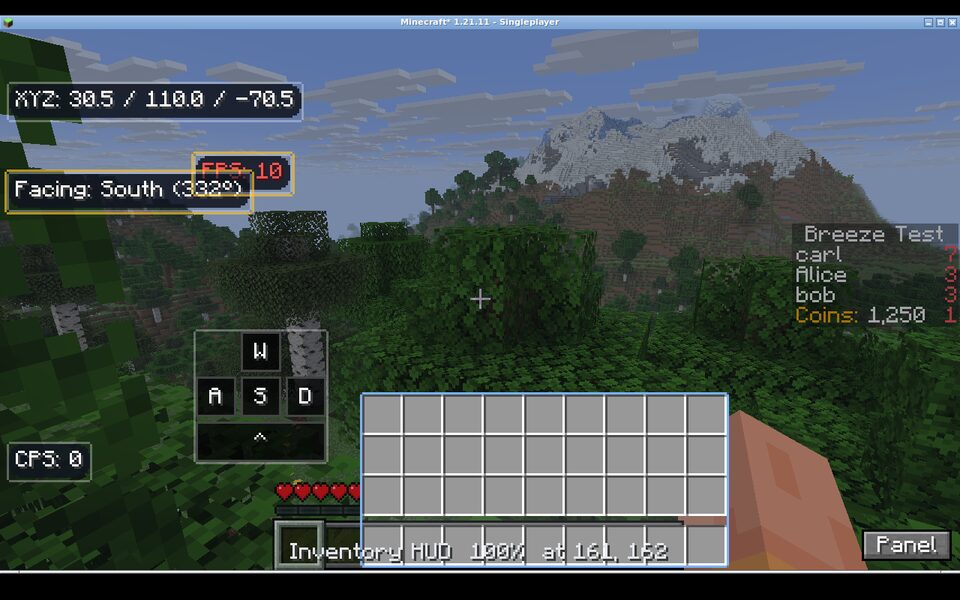 Minecraft* 1.21.11 - Singleplayer
XYZ: 30.5 / 110.0 / -70.5
FPS: 10
Facing: South (332°)
Breeze Test
carl 7
Alice 3
bob 3
Coins: 1,250 1
W
A S D
^
CPS: 0
Inventory HUD 100% at 161, 162
Panel